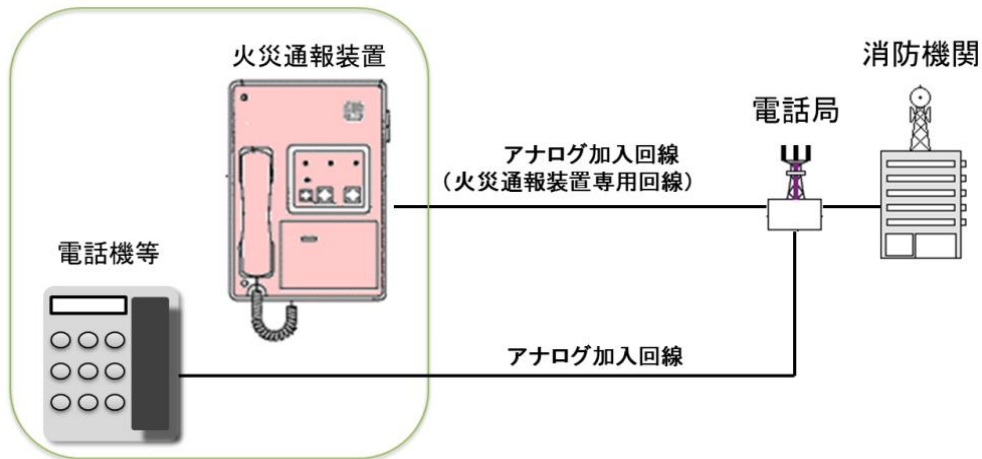 火災通報装置
消防機関
電話局
アナログ加入回線
（火災通報装置専用回線）
電話機等
アナログ加入回線